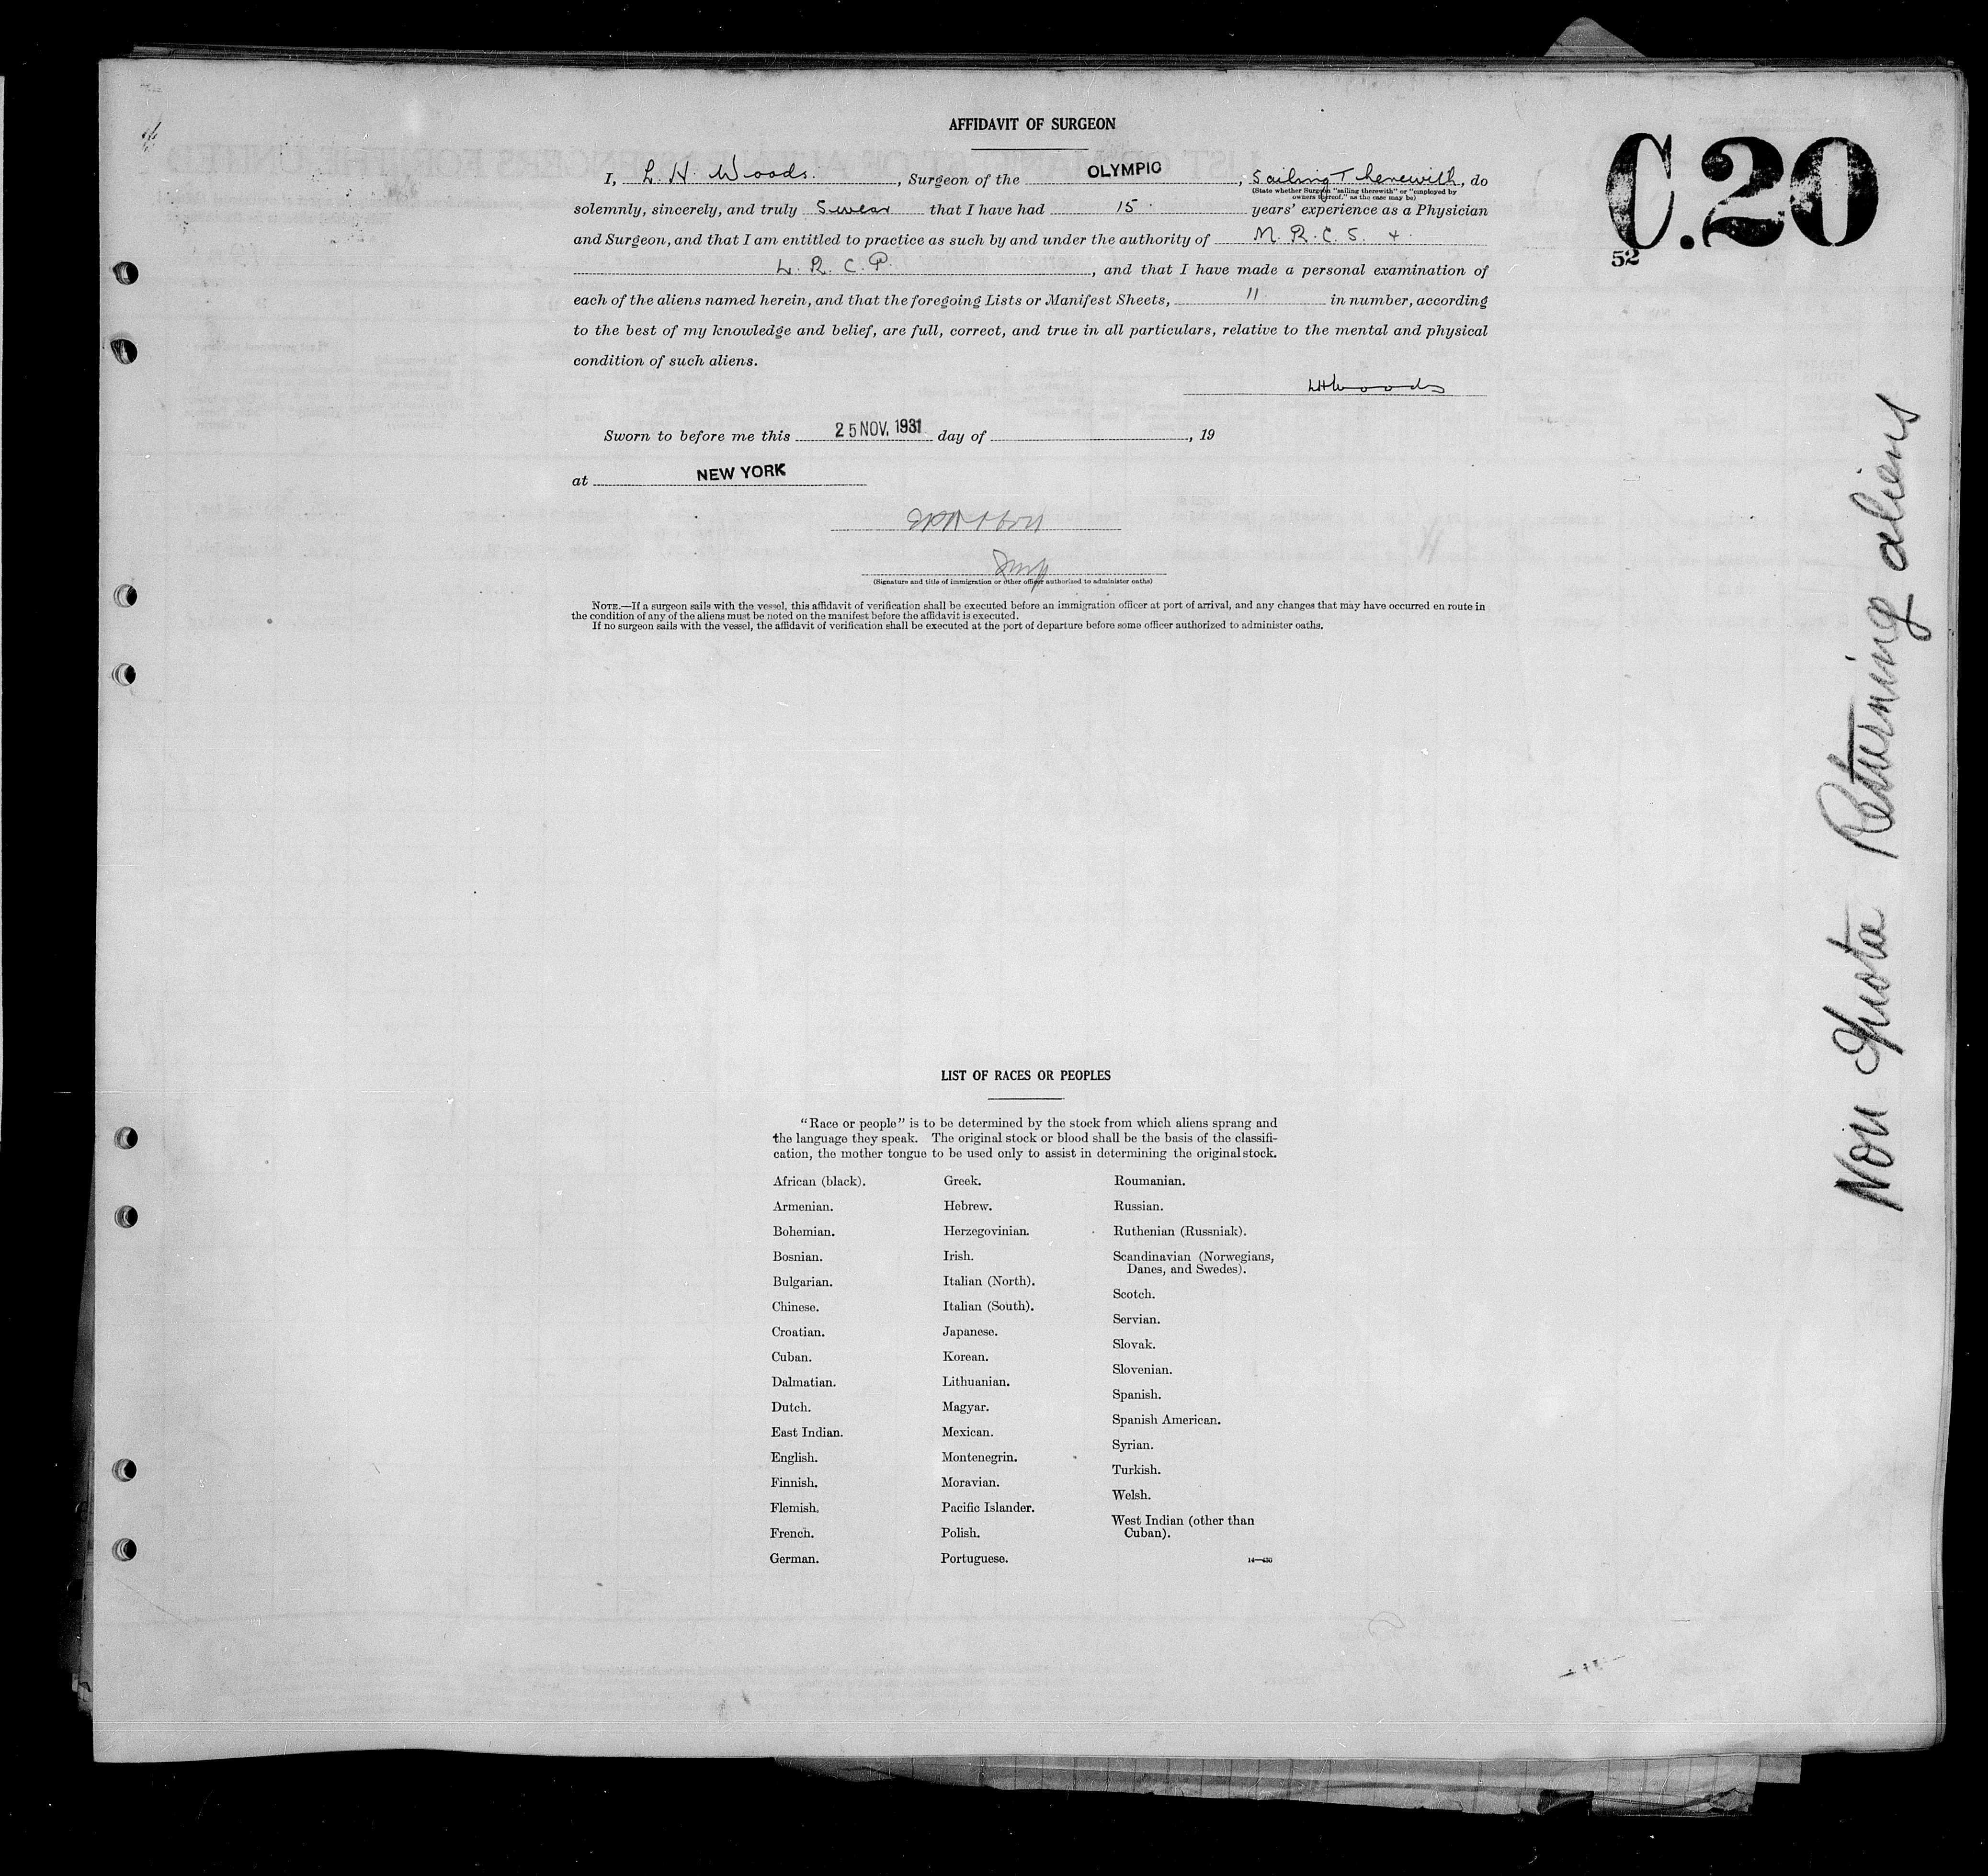 AFFIDAVIT OF SURGEON
C.20
52
I, L. H. Woods., Surgeon of the OLYMPIC, Sailing Therewith, do
(State whether Surgeon "sailing therewith" or "employed by
owners thereof," as the case may be)
solemnly, sincerely, and truly Swear that I have had 15. years' experience as a Physician
and Surgeon, and that I am entitled to practice as such by and under the authority of M. R. C. S. +
L. R. C. P., and that I have made a personal examination of
each of the aliens named herein, and that the foregoing Lists or Manifest Sheets, 11 in number, according
to the best of my knowledge and belief, are full, correct, and true in all particulars, relative to the mental and physical
condition of such aliens.
LHWoods
Sworn to before me this 25 NOV. 1931 day of , 19
at NEW YORK
(Signature and title of immigration or other officer authorized to administer oaths)
NOTE.—If a surgeon sails with the vessel, this affidavit of verification shall be executed before an immigration officer at port of arrival, and any changes that may have occurred en route in
the condition of any of the aliens must be noted on the manifest before the affidavit is executed.
If no surgeon sails with the vessel, the affidavit of verification shall be executed at the port of departure before some officer authorized to administer oaths.
Non Quota Returning aliens
LIST OF RACES OR PEOPLES
"Race or people" is to be determined by the stock from which aliens sprang and
the language they speak. The original stock or blood shall be the basis of the classifi-
cation, the mother tongue to be used only to assist in determining the original stock.
African (black).
Armenian.
Bohemian.
Bosnian.
Bulgarian.
Chinese.
Croatian.
Cuban.
Dalmatian.
Dutch.
East Indian.
English.
Finnish.
Flemish.
French.
German.
Greek.
Hebrew.
Herzegovinian.
Irish.
Italian (North).
Italian (South).
Japanese.
Korean.
Lithuanian.
Magyar.
Mexican.
Montenegrin.
Moravian.
Pacific Islander.
Polish.
Portuguese.
Roumanian.
Russian.
Ruthenian (Russniak).
Scandinavian (Norwegians,
Danes, and Swedes).
Scotch.
Servian.
Slovak.
Slovenian.
Spanish.
Spanish American.
Syrian.
Turkish.
Welsh.
West Indian (other than
Cuban).